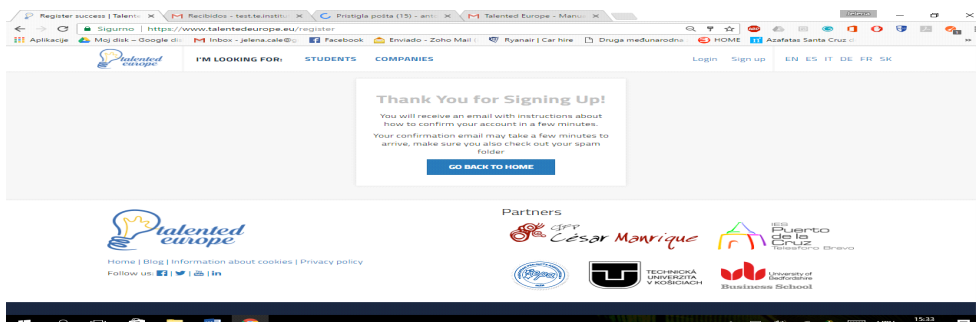 Register success | Talente
Recibidos - test.te.institu
Pristigla pošta (15) - ant
Talented Europe - Manu
Sigurno | https://www.talentedeurope.eu/register
Aplikacije
Moj disk – Google dri
Inbox - jelena.cale@g
Facebook
Enviado - Zoho Mail
Ryanair | Car hire
Druga međunarodna
HOME
Azafatas Santa Cruz d
talented
europe
I'M LOOKING FOR: STUDENTS COMPANIES
Login Sign up EN ES IT DE FR SK
Thank You for Signing Up!
You will receive an email with instructions about
how to confirm your account in a few minutes.
Your confirmation email may take a few minutes to
arrive, make sure you also check out your spam
folder
GO BACK TO HOME
talented
europe
Home | Blog | Information about cookies | Privacy policy
Follow us: | | | in
Partners
CIFP
César Manrique
IES
Puerto
de la
Cruz
Telesforo Bravo
TECHNICKÁ
UNIVERZITA
V KOŠICIACH
University of
Bedfordshire
Business School
15:33